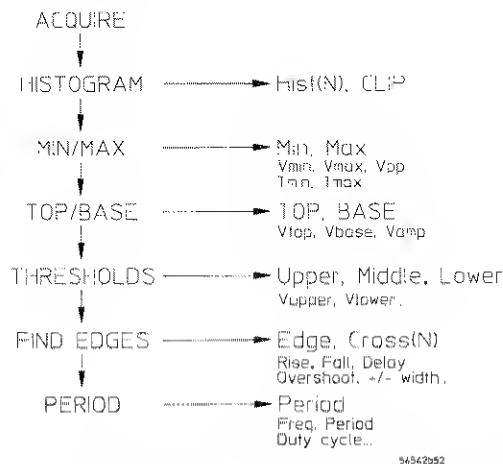 ACQUIRE
HISTOGRAM
Hist(N), CLIP
MIN/MAX
Min, Max
Vmin, Vmax, Vpp
Tmin, Tmax
TOP/BASE
TOP, BASE
Vtop, Vbase, Vamp
THRESHOLDS
Upper, Middle, Lower
Vupper, Vlower.
FIND EDGES
Edge, Cross(N)
Rise, Fall, Delay
Overshoot, +/- width.
PERIOD
Period
Freq. Period
Duty cycle...
54542b52